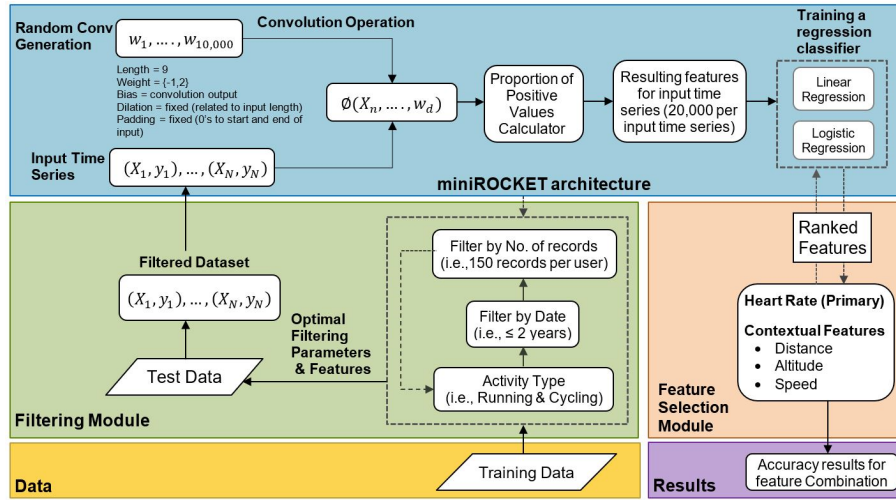 Random Conv
Generation
w₁, . . . . , w₁₀,₀₀₀
Length = 9
Weight = {-1,2}
Bias = convolution output
Dilation = fixed (related to input length)
Padding = fixed (0's to start and end of
input)
Convolution Operation
Ø(Xₙ, . . . . , w_d)
Proportion of
Positive
Values
Calculator
Resulting features
for input time
series (20,000 per
input time series)
Training a
regression
classifier
Linear
Regression
Logistic
Regression
Input Time
Series
(X₁, y₁), … , (X_N, y_N)
miniROCKET architecture
Filtered Dataset
(X₁, y₁), … , (X_N, y_N)
Test Data
Filtering Module
Optimal
Filtering
Parameters
& Features
Filter by No. of records
(i.e.,150 records per user)
Filter by Date
(i.e., ≤ 2 years)
Activity Type
(i.e., Running & Cycling)
Ranked
Features
Heart Rate (Primary)
Contextual Features
• Distance
• Altitude
• Speed
Feature
Selection
Module
Data
Training Data
Results
Accuracy results for
feature Combination